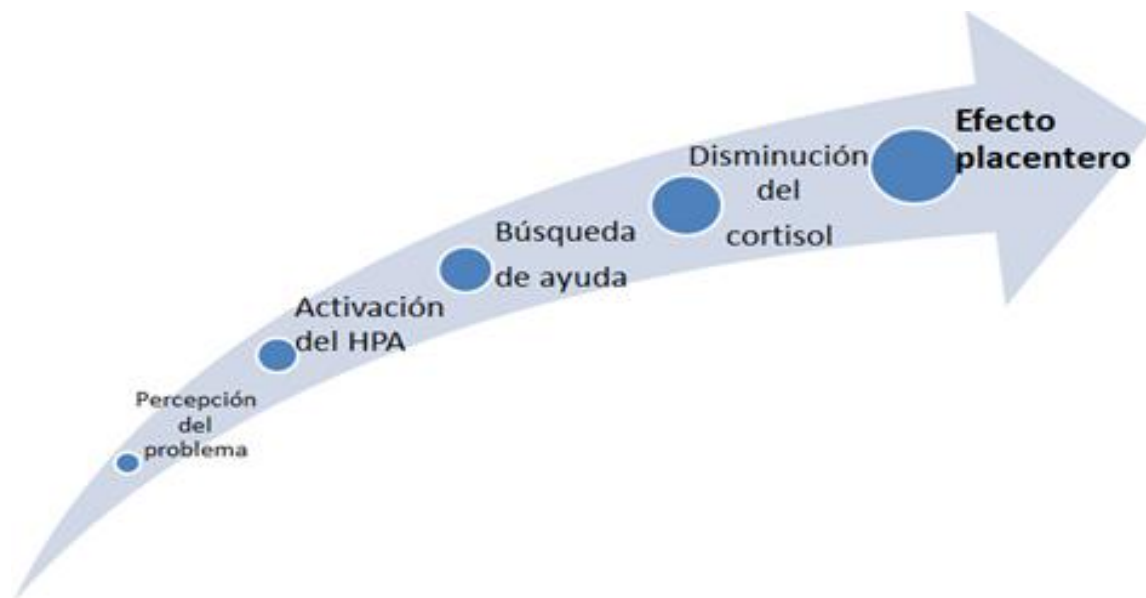 Percepción
del
problema
Activación
del HPA
Búsqueda
de ayuda
Disminución
del
cortisol
Efecto
placentero